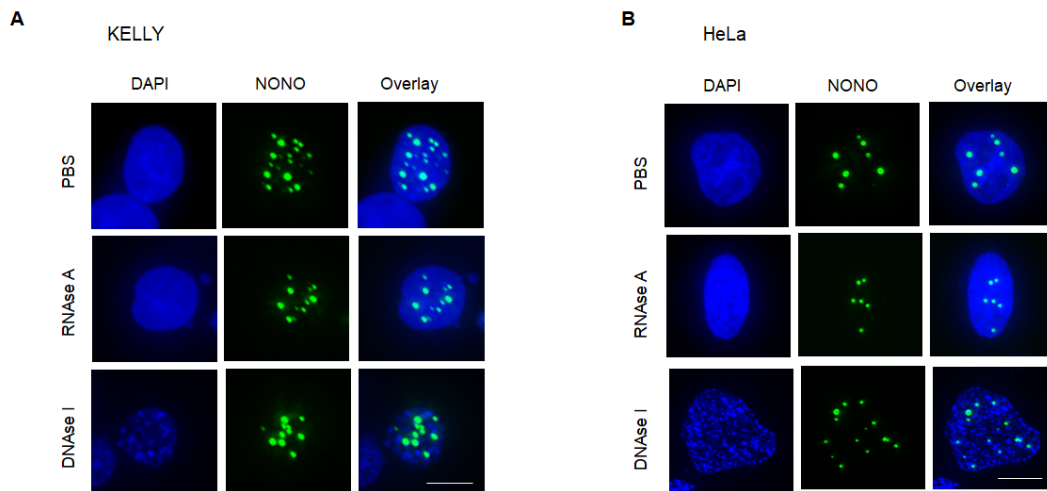 A
KELLY
DAPI NONO Overlay
PBS
RNAse A
DNAse I
B
HeLa
DAPI NONO Overlay
PBS
RNAse A
DNAse I